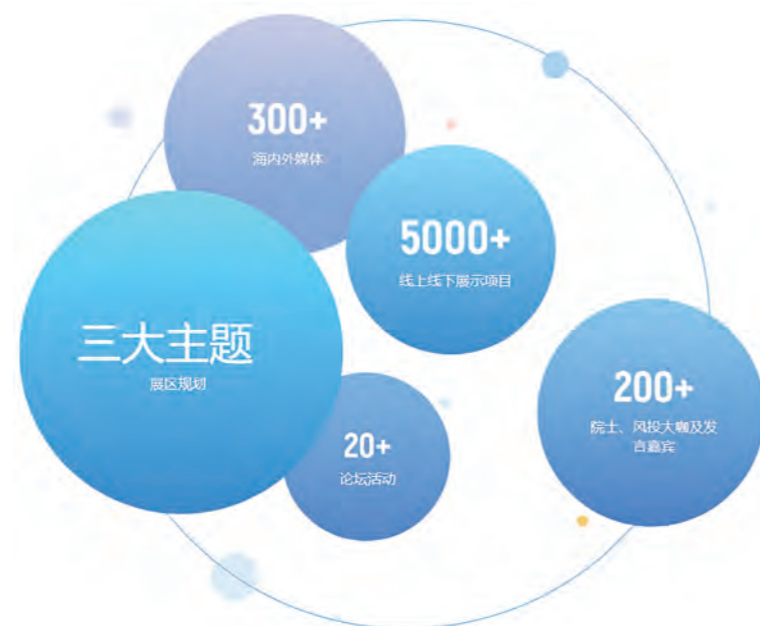 300+
海内外媒体
5000+
线上线下展示项目
三大主题
展区规划
200+
院士、风投大咖及发
言嘉宾
20+
论坛活动